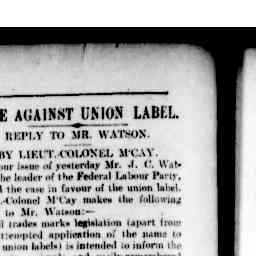 E AGAINST UNION LABEL.
REPLY TO MR. WATSON.
BY LIEUT.-COLONEL M'CAY.
our issue of yesterday Mr. J. C. Wat-
he leader of the Federal Labour Party,
d the case in favour of the union label.
.-Colonel M'Cay makes the following
to Mr. Watson:—
l trades marks legislation (apart from
attempted application of the name to
union labels) is intended to inform the